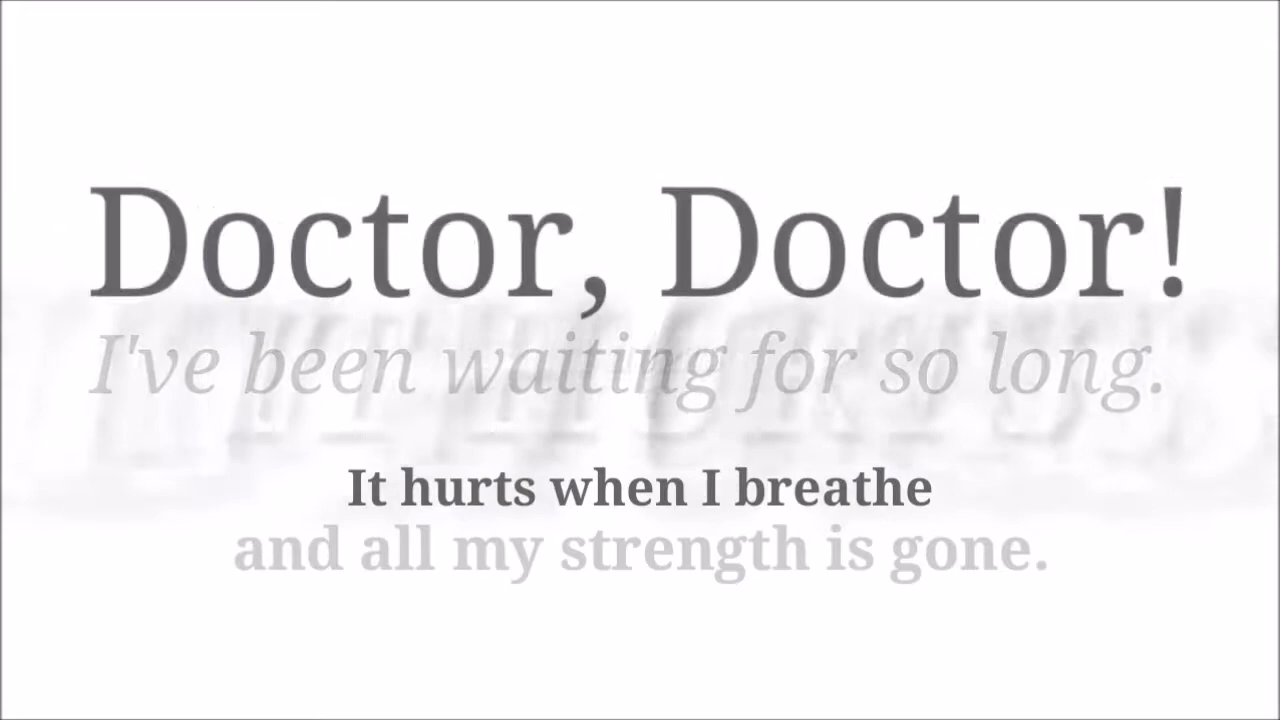 Doctor, Doctor!
I've been waiting for so long.
It hurts when I breathe
and all my strength is gone.